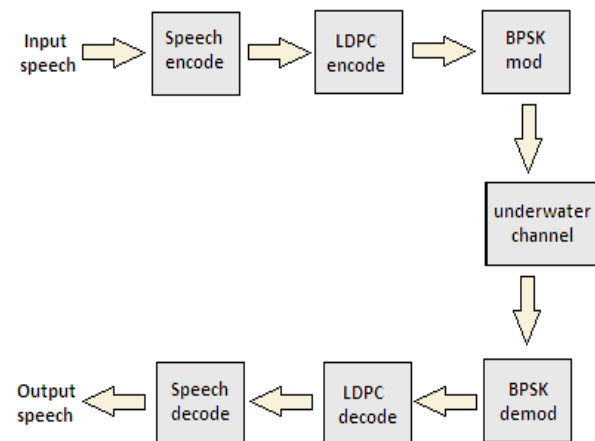 Input
speech
Speech
encode
LDPC
encode
BPSK
mod
underwater
channel
Output
speech
Speech
decode
LDPC
decode
BPSK
demod